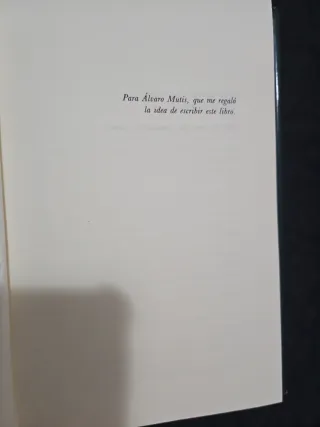 Para Álvaro Mutis, que me regaló
la idea de escribir este libro.